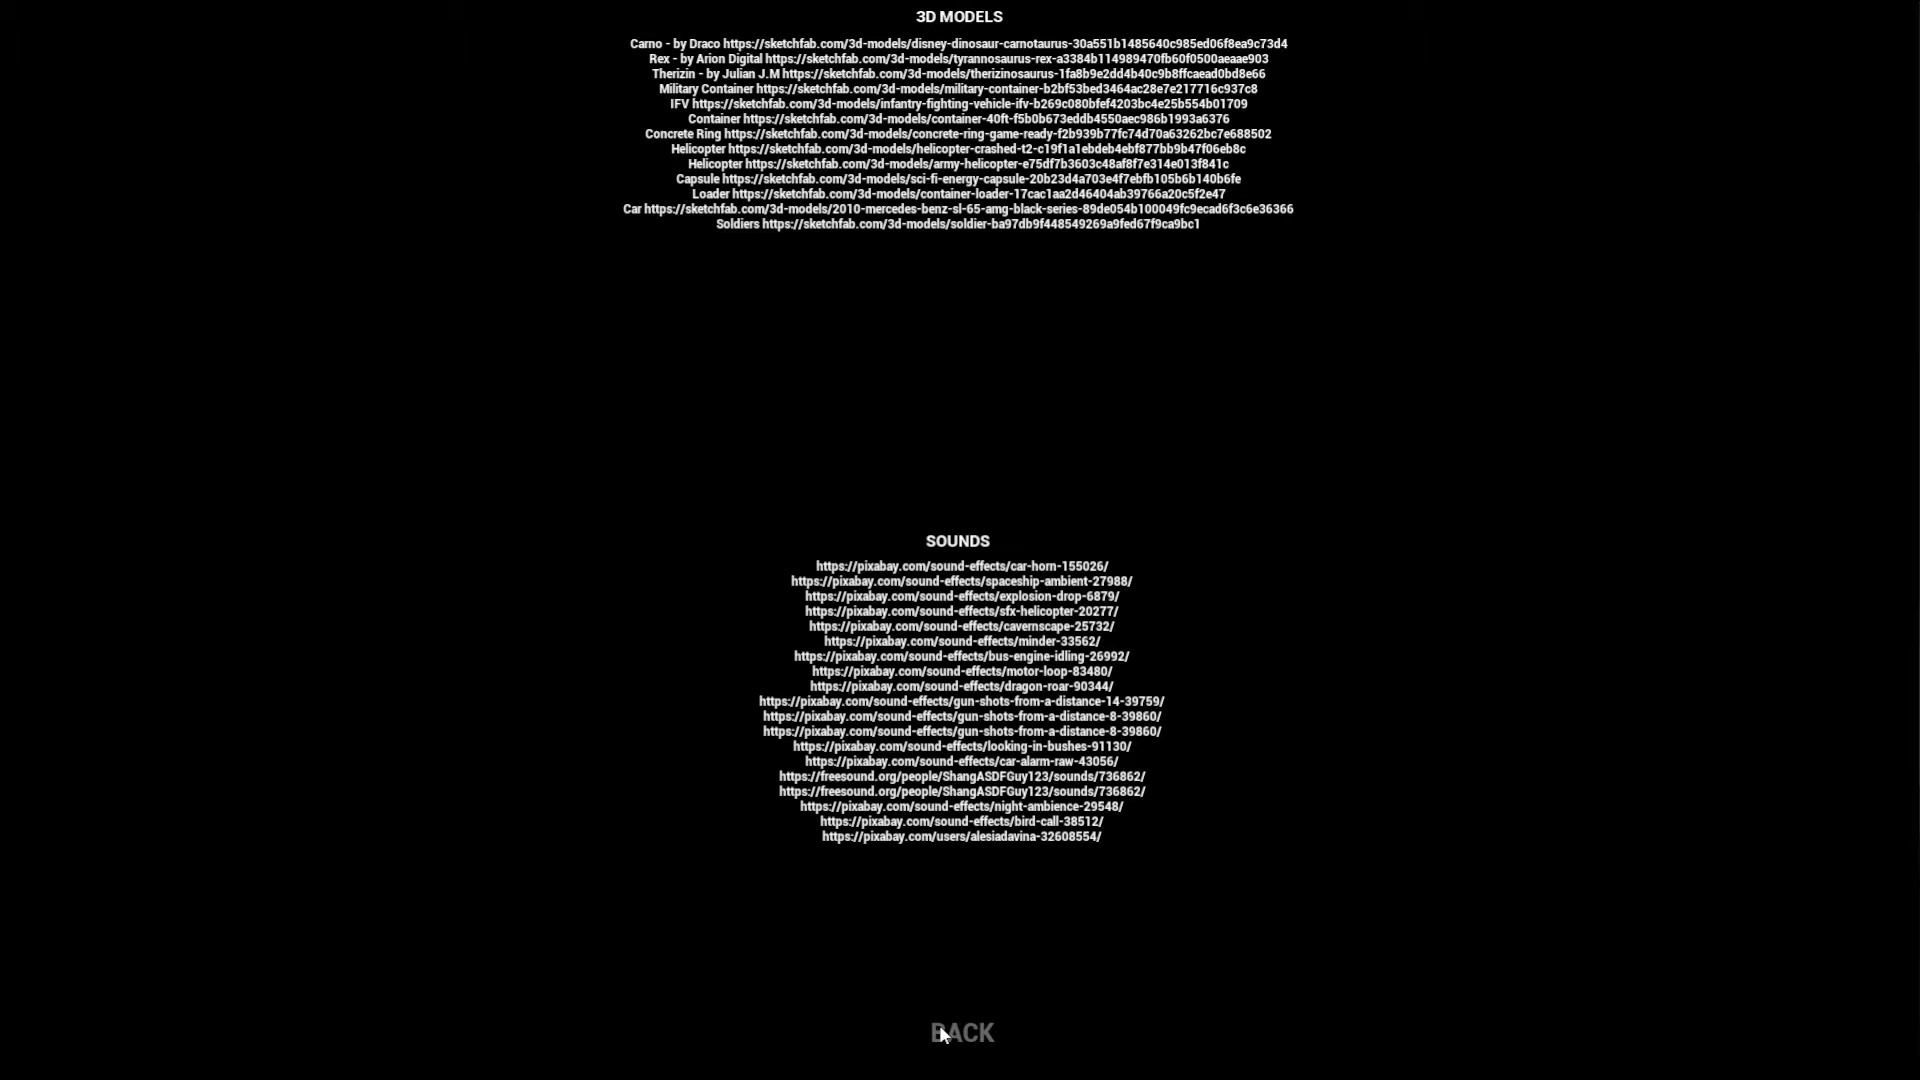 3D MODELS
Carno - by Draco https://sketchfab.com/3d-models/disney-dinosaur-carnotaurus-30a551b1485640c985ed06f8ea9c73d4
Rex - by Arion Digital https://sketchfab.com/3d-models/tyrannosaurus-rex-a3384b114989470fb60f0500aeaae903
Therizin - by Julian J.M https://sketchfab.com/3d-models/therizinosaurus-1fa8b9e2dd4b40c9b8ffcaead0bd8e66
Military Container https://sketchfab.com/3d-models/military-container-b2bf53bed3464ac28e7e217716c937c8
IFV https://sketchfab.com/3d-models/infantry-fighting-vehicle-ifv-b269c080bfef4203bc4e25b554b01709
Container https://sketchfab.com/3d-models/container-40ft-f5b0b673eddb4550aec986b1993a6376
Concrete Ring https://sketchfab.com/3d-models/concrete-ring-game-ready-f2b939b77fc74d70a63262bc7e688502
Helicopter https://sketchfab.com/3d-models/helicopter-crashed-t2-c19f1a1ebdeb4ebf877bb9b47f06eb8c
Helicopter https://sketchfab.com/3d-models/army-helicopter-e75df7b3603c48af8f7e314e013f841c
Capsule https://sketchfab.com/3d-models/sci-fi-energy-capsule-20b23d4a703e4f7ebfb105b6b140b6fe
Loader https://sketchfab.com/3d-models/container-loader-17cac1aa2d46404ab39766a20c5f2e47
Car https://sketchfab.com/3d-models/2010-mercedes-benz-sl-65-amg-black-series-89de054b100049fc9ecad6f3c6e36366
Soldiers https://sketchfab.com/3d-models/soldier-ba97db9f448549269a9fed67f9ca9bc1
SOUNDS
https://pixabay.com/sound-effects/car-horn-155026/
https://pixabay.com/sound-effects/spaceship-ambient-27988/
https://pixabay.com/sound-effects/explosion-drop-6879/
https://pixabay.com/sound-effects/sfx-helicopter-20277/
https://pixabay.com/sound-effects/cavernscape-25732/
https://pixabay.com/sound-effects/minder-33562/
https://pixabay.com/sound-effects/bus-engine-idling-26992/
https://pixabay.com/sound-effects/motor-loop-83480/
https://pixabay.com/sound-effects/dragon-roar-90344/
https://pixabay.com/sound-effects/gun-shots-from-a-distance-14-39759/
https://pixabay.com/sound-effects/gun-shots-from-a-distance-8-39860/
https://pixabay.com/sound-effects/gun-shots-from-a-distance-8-39860/
https://pixabay.com/sound-effects/looking-in-bushes-91130/
https://pixabay.com/sound-effects/car-alarm-raw-43056/
https://freesound.org/people/ShangASDFGuy123/sounds/736862/
https://freesound.org/people/ShangASDFGuy123/sounds/736862/
https://pixabay.com/sound-effects/night-ambience-29548/
https://pixabay.com/sound-effects/bird-call-38512/
https://pixabay.com/users/alesiadavina-32608554/
BACK